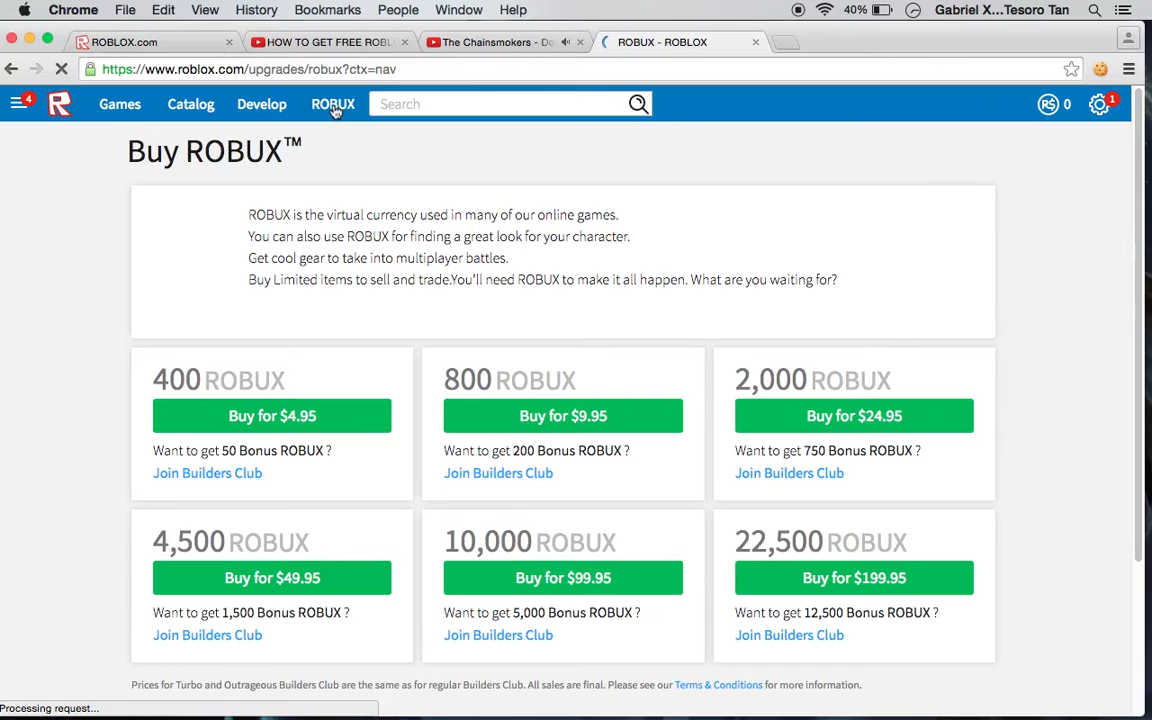 Chrome File Edit View History Bookmarks People Window Help 40% Gabriel X...Tesoro Tan
ROBLOX.com HOW TO GET FREE ROBL The Chainsmokers - Do ROBUX - ROBLOX
https://www.roblox.com/upgrades/robux?ctx=nav
4 R Games Catalog Develop ROBUX Search R$ 0 1
Buy ROBUX™
ROBUX is the virtual currency used in many of our online games.
You can also use ROBUX for finding a great look for your character.
Get cool gear to take into multiplayer battles.
Buy Limited items to sell and trade.You'll need ROBUX to make it all happen. What are you waiting for?
400 ROBUX 800 ROBUX 2,000 ROBUX
Buy for $4.95 Buy for $9.95 Buy for $24.95
Want to get 50 Bonus ROBUX ? Want to get 200 Bonus ROBUX ? Want to get 750 Bonus ROBUX ?
Join Builders Club Join Builders Club Join Builders Club
4,500 ROBUX 10,000 ROBUX 22,500 ROBUX
Buy for $49.95 Buy for $99.95 Buy for $199.95
Want to get 1,500 Bonus ROBUX ? Want to get 5,000 Bonus ROBUX ? Want to get 12,500 Bonus ROBUX ?
Join Builders Club Join Builders Club Join Builders Club
Prices for Turbo and Outrageous Builders Club are the same as for regular Builders Club. All sales are final. Please see our Terms & Conditions for more information.
Processing request...